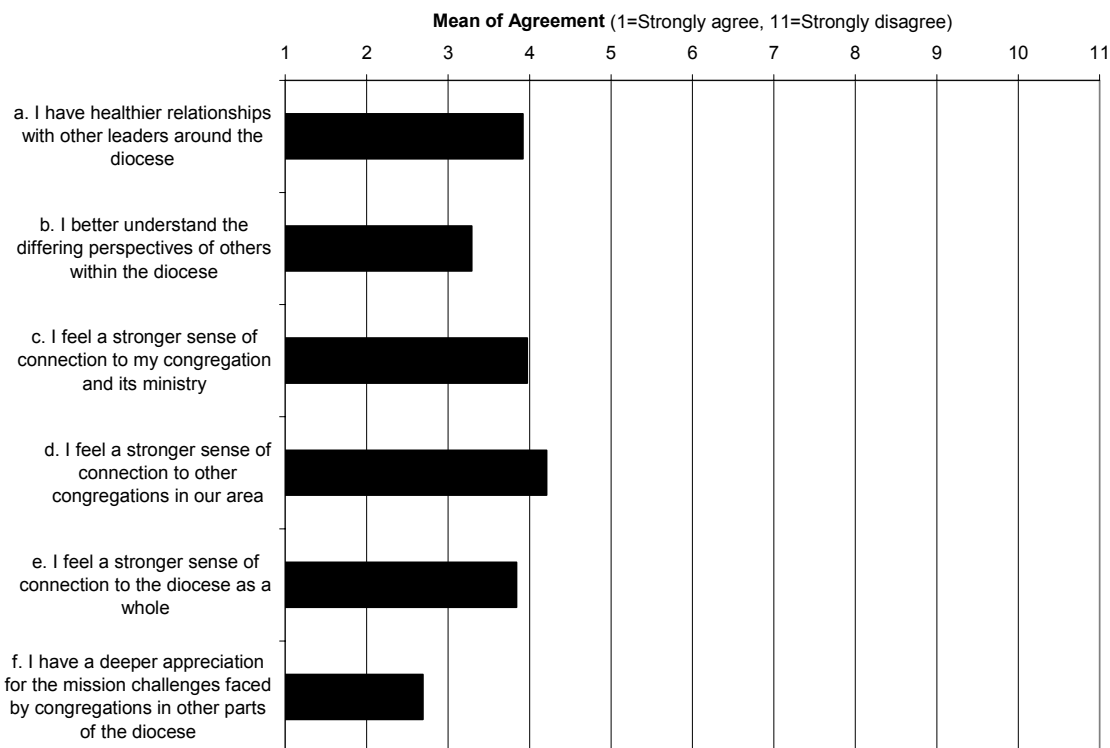 Mean of Agreement (1=Strongly agree, 11=Strongly disagree)
1 2 3 4 5 6 7 8 9 10 11
a. I have healthier relationships
with other leaders around the
diocese
b. I better understand the
differing perspectives of others
within the diocese
c. I feel a stronger sense of
connection to my congregation
and its ministry
d. I feel a stronger sense of
connection to other
congregations in our area
e. I feel a stronger sense of
connection to the diocese as a
whole
f. I have a deeper appreciation
for the mission challenges faced
by congregations in other parts
of the diocese